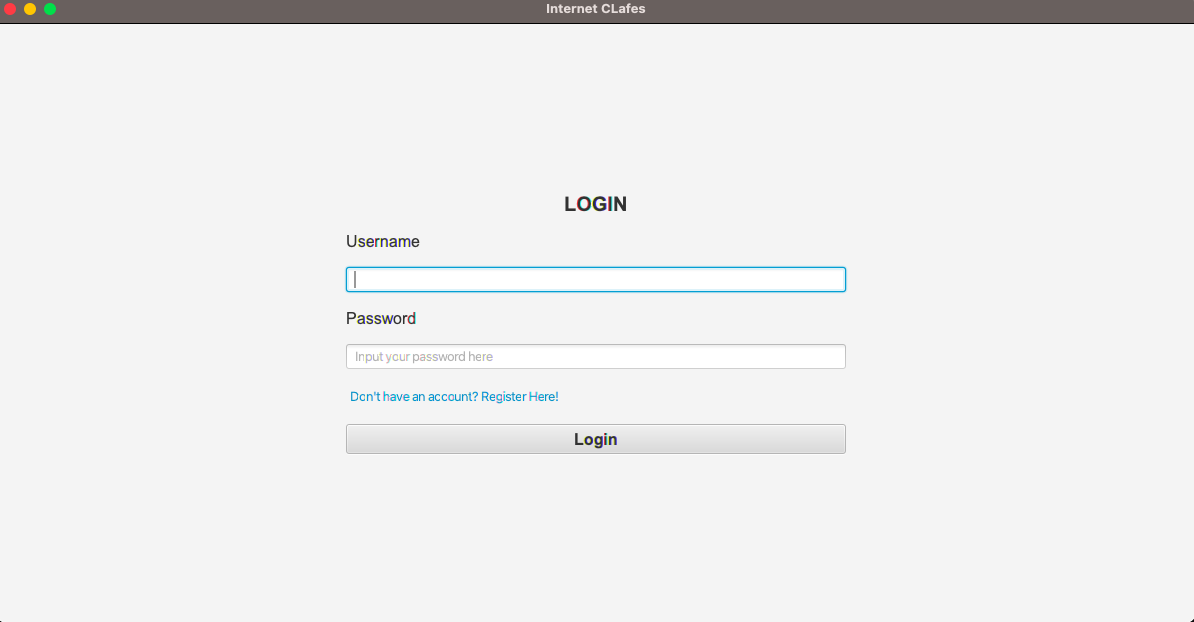 Internet CLafes
LOGIN
Username
Password
Input your password here
Don't have an account? Register Here!
Login